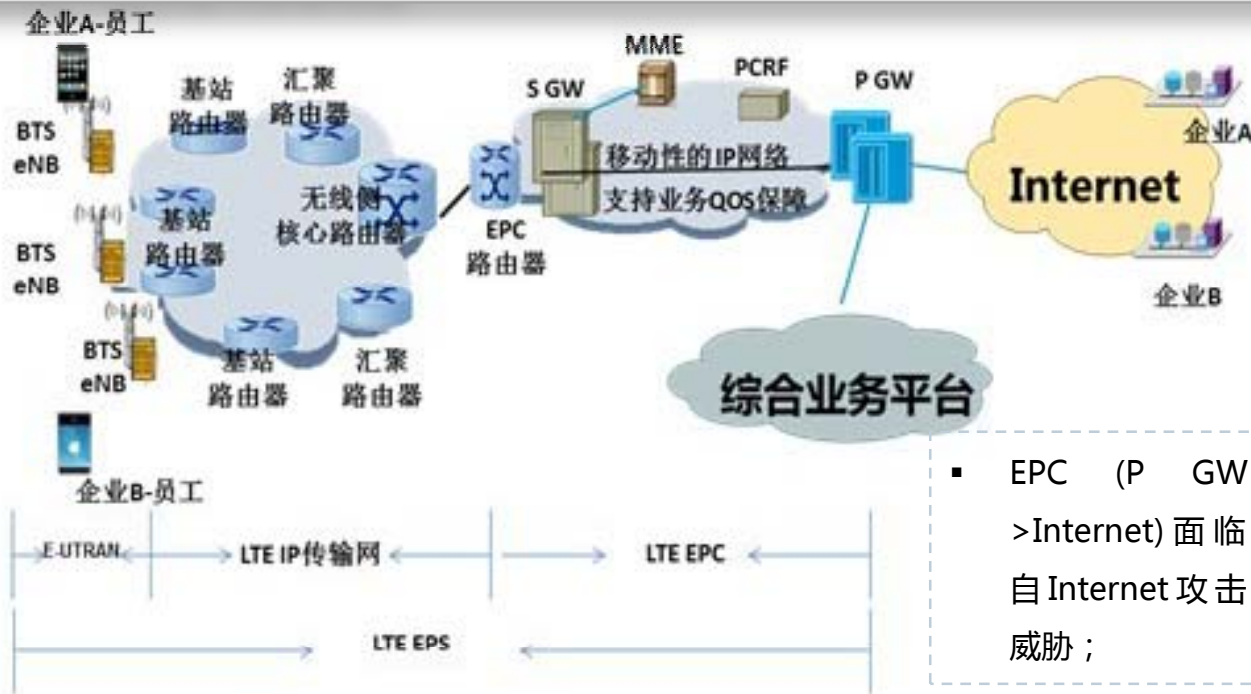 企业A-员工
MME
PCRF
S GW
P GW
基站
路由器
汇聚
路由器
BTS
eNB
企业A
移动性的IP网络
支持业务QOS保障
Internet
无线侧
核心路由器
基站
路由器
EPC
路由器
BTS
eNB
企业B
BTS
eNB
基站
路由器
汇聚
路由器
综合业务平台
企业B-员工
▪ EPC (P GW
>Internet)面临
自Internet攻击
威胁；
E-UTRAN
LTE IP传输网
LTE EPC
LTE EPS